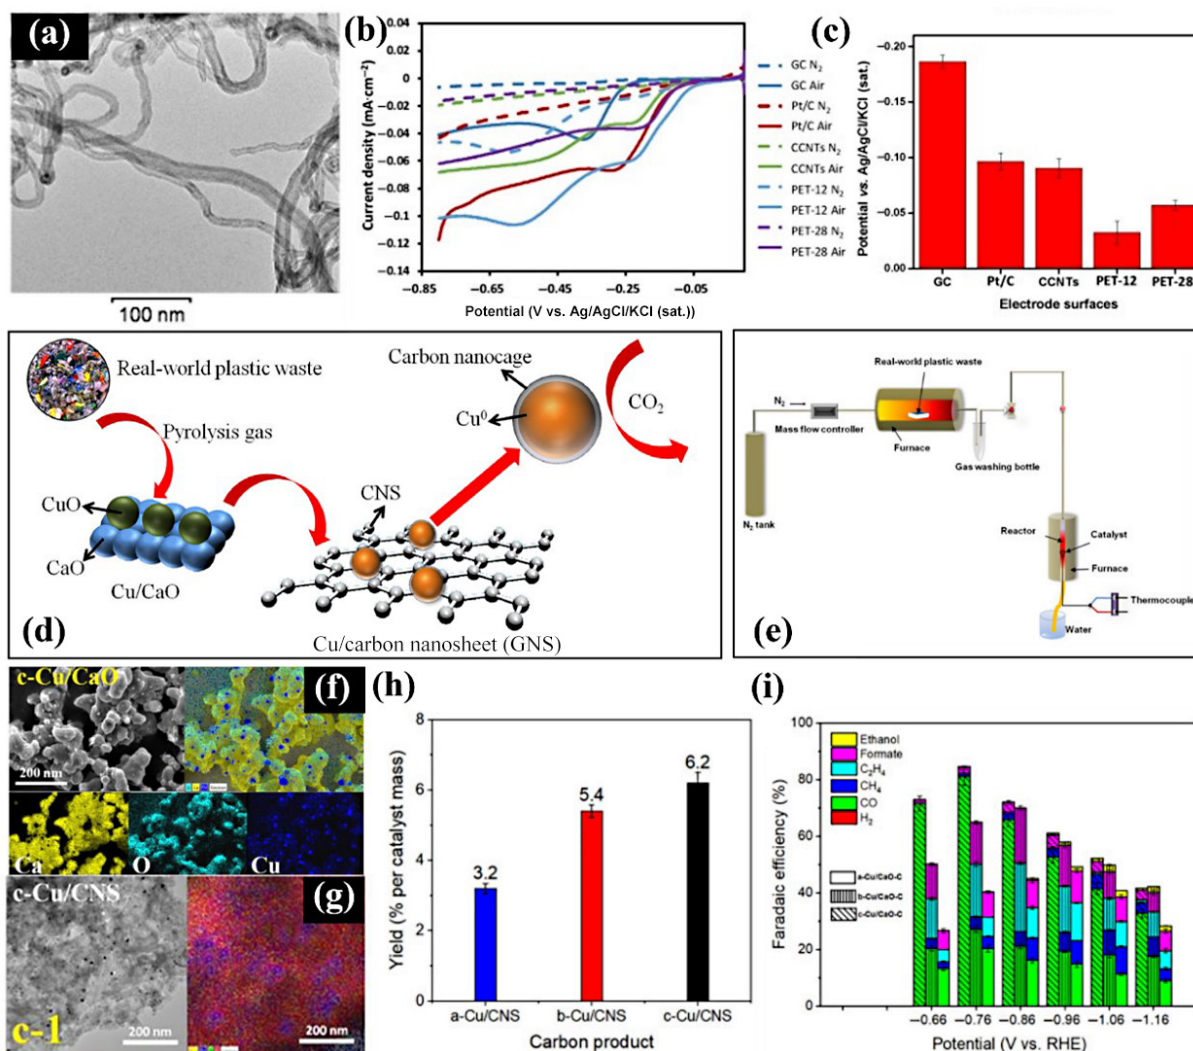 (a)
100 nm
(b)
0.04
0.02
0
−0.02
−0.04
−0.06
−0.08
−0.1
−0.12
−0.14
Current density (mA·cm⁻²)
−0.8
−0.65
−0.45
−0.25
−0.05
Potential (V vs. Ag/AgCl/KCl (sat.))
GC N₂
GC Air
Pt/C N₂
Pt/C Air
CCNTs N₂
CCNTs Air
PET-12 N₂
PET-12 Air
PET-28 N₂
PET-28 Air
(c)
−0.20
−0.15
−0.10
−0.05
0.00
Potential vs. Ag/AgCl/KCl (sat.)
GC
Pt/C
CCNTs
PET-12
PET-28
Electrode surfaces
Real-world plastic waste
Pyrolysis gas
CuO
CaO
Cu/CaO
Carbon nanocage
Cu⁰
CO₂
CNS
Cu/carbon nanosheet (GNS)
(d)
Real-world plastic waste
N₂
Mass flow controller
Furnace
Gas washing bottle
N₂ tank
Reactor
Catalyst
Furnace
Thermocouple
Water
(e)
c-Cu/CaO
(f)
200 nm
Ca
O
Cu
c-Cu/CNS
(g)
c-1
200 nm
200 nm
(h)
8
6
4
2
0
Yield (% per catalyst mass)
3.2
5.4
6.2
a-Cu/CNS
b-Cu/CNS
c-Cu/CNS
Carbon product
(i)
100
80
60
40
20
0
Faradaic efficiency (%)
Ethanol
Formate
C₂H₄
CH₄
CO
H₂
a-Cu/CaO-C
b-Cu/CaO-C
c-Cu/CaO-C
−0.66
−0.76
−0.86
−0.96
−1.06
−1.16
Potential (V vs. RHE)